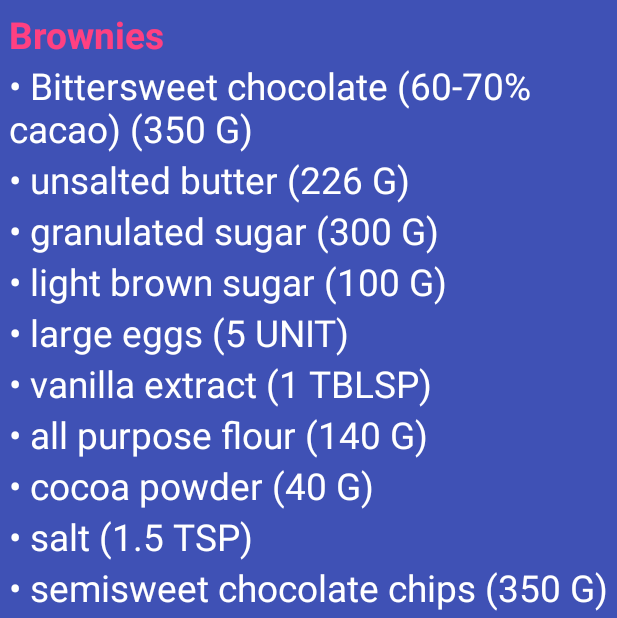 Brownies
• Bittersweet chocolate (60-70%
cacao) (350 G)
• unsalted butter (226 G)
• granulated sugar (300 G)
• light brown sugar (100 G)
• large eggs (5 UNIT)
• vanilla extract (1 TBLSP)
• all purpose flour (140 G)
• cocoa powder (40 G)
• salt (1.5 TSP)
• semisweet chocolate chips (350 G)